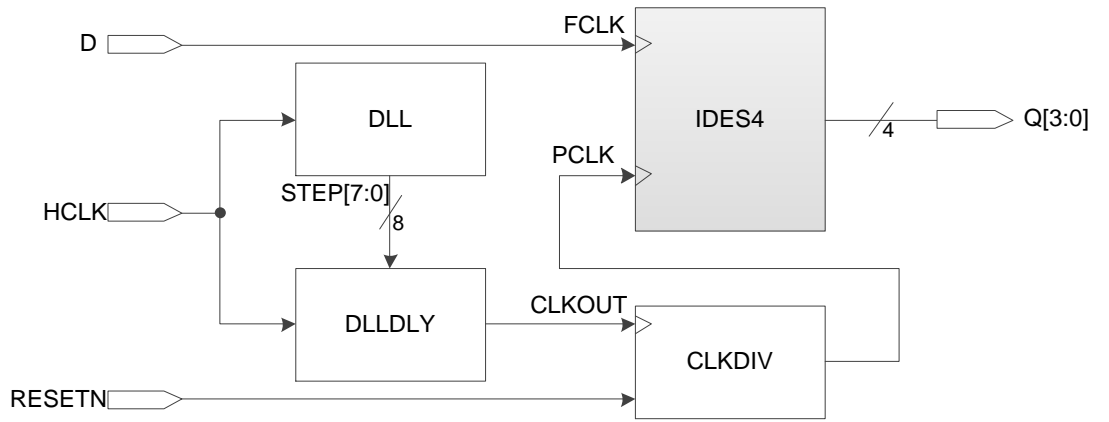 FCLK
D
DLL
IDES4
Q[3:0]
4
PCLK
STEP[7:0]
HCLK
8
CLKOUT
DLLDLY
CLKDIV
RESETN